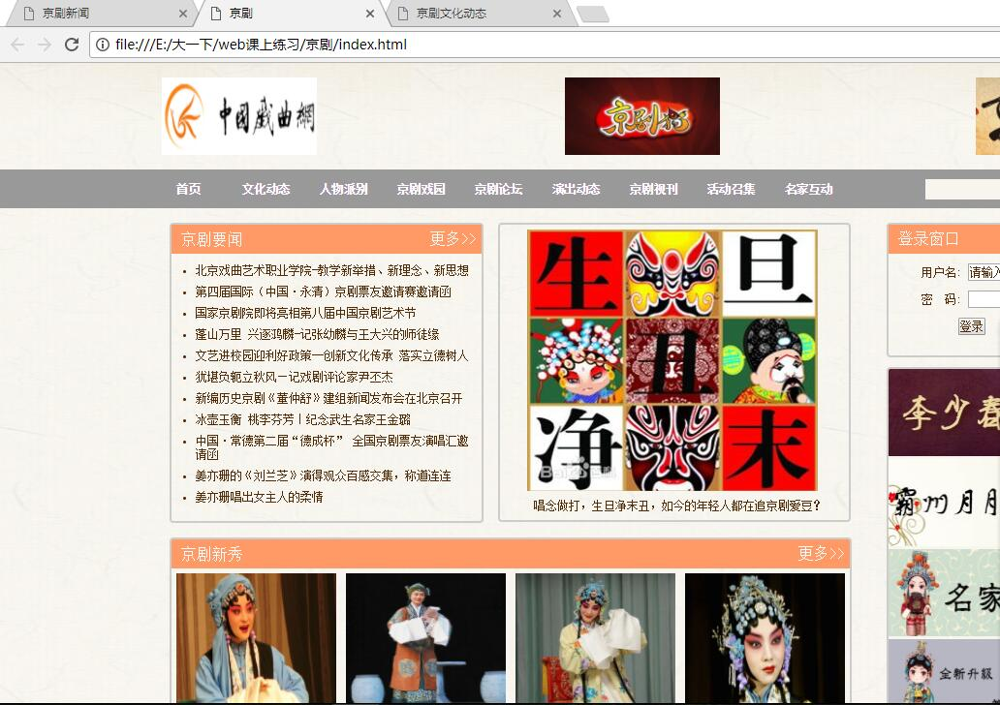 京剧新闻
京剧
京剧文化动态
file:///E:/大一下/web课上练习/京剧/index.html
中國戲曲網
京剧猫
首页 文化动态 人物派别 京剧戏园 京剧论坛 演出动态 京剧视刊 活动召集 名家互动
京剧要闻 更多>>
北京戏曲艺术职业学院-教学新举措、新理念、新思想
第四届国际（中国·永清）京剧票友邀请赛邀请函
国家京剧院即将亮相第八届中国京剧艺术节
蓬山万里 兴逐鸿麟-记张幼麟与王大兴的师徒缘
文艺进校园迎利好政策一创新文化传承 落实立德树人
犹堪负轭立秋风一记戏剧评论家尹丕杰
新编历史京剧《董仲舒》建组新闻发布会在北京召开
冰壶玉衡 桃李芬芳丨纪念武生名家王金璐
中国·常德第二届“德成杯” 全国京剧票友演唱汇邀
请函
姜亦珊的《刘兰芝》演得观众百感交集，称道连连
姜亦珊唱出女主人的柔情
生 旦
丑
净 末
Bai 百科
唱念做打，生旦净末丑，如今的年轻人都在追京剧爱豆？
登录窗口
用户名： 请输入
密 码：
登录
李少春
霸州月月
名家
全新升級
京剧新秀 更多>>